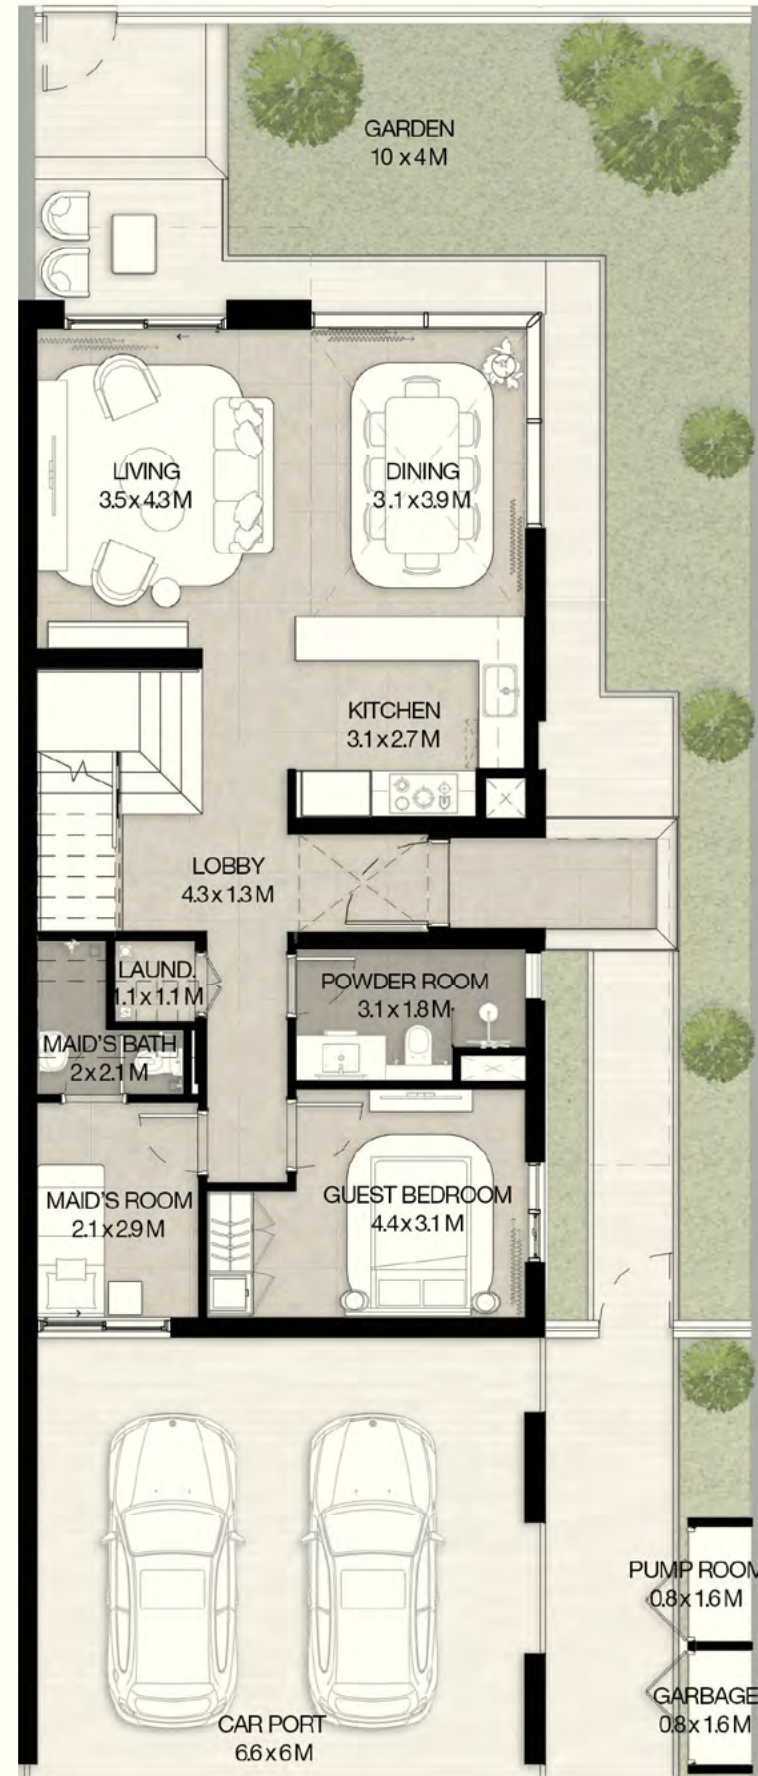 GARDEN
10 x 4 M
LIVING
3.5 x 4.3 M
DINING
3.1 x 3.9 M
KITCHEN
3.1 x 2.7 M
LOBBY
4.3 x 1.3 M
LAUND.
1.1 x 1.1 M
POWDER ROOM
3.1 x 1.8 M
MAID'S BATH
2 x 2.1 M
MAID'S ROOM
2.1 x 2.9 M
GUEST BEDROOM
4.4 x 3.1 M
PUMP ROOM
0.8 x 1.6 M
GARBAGE
0.8 x 1.6 M
CAR PORT
6.6 x 6 M